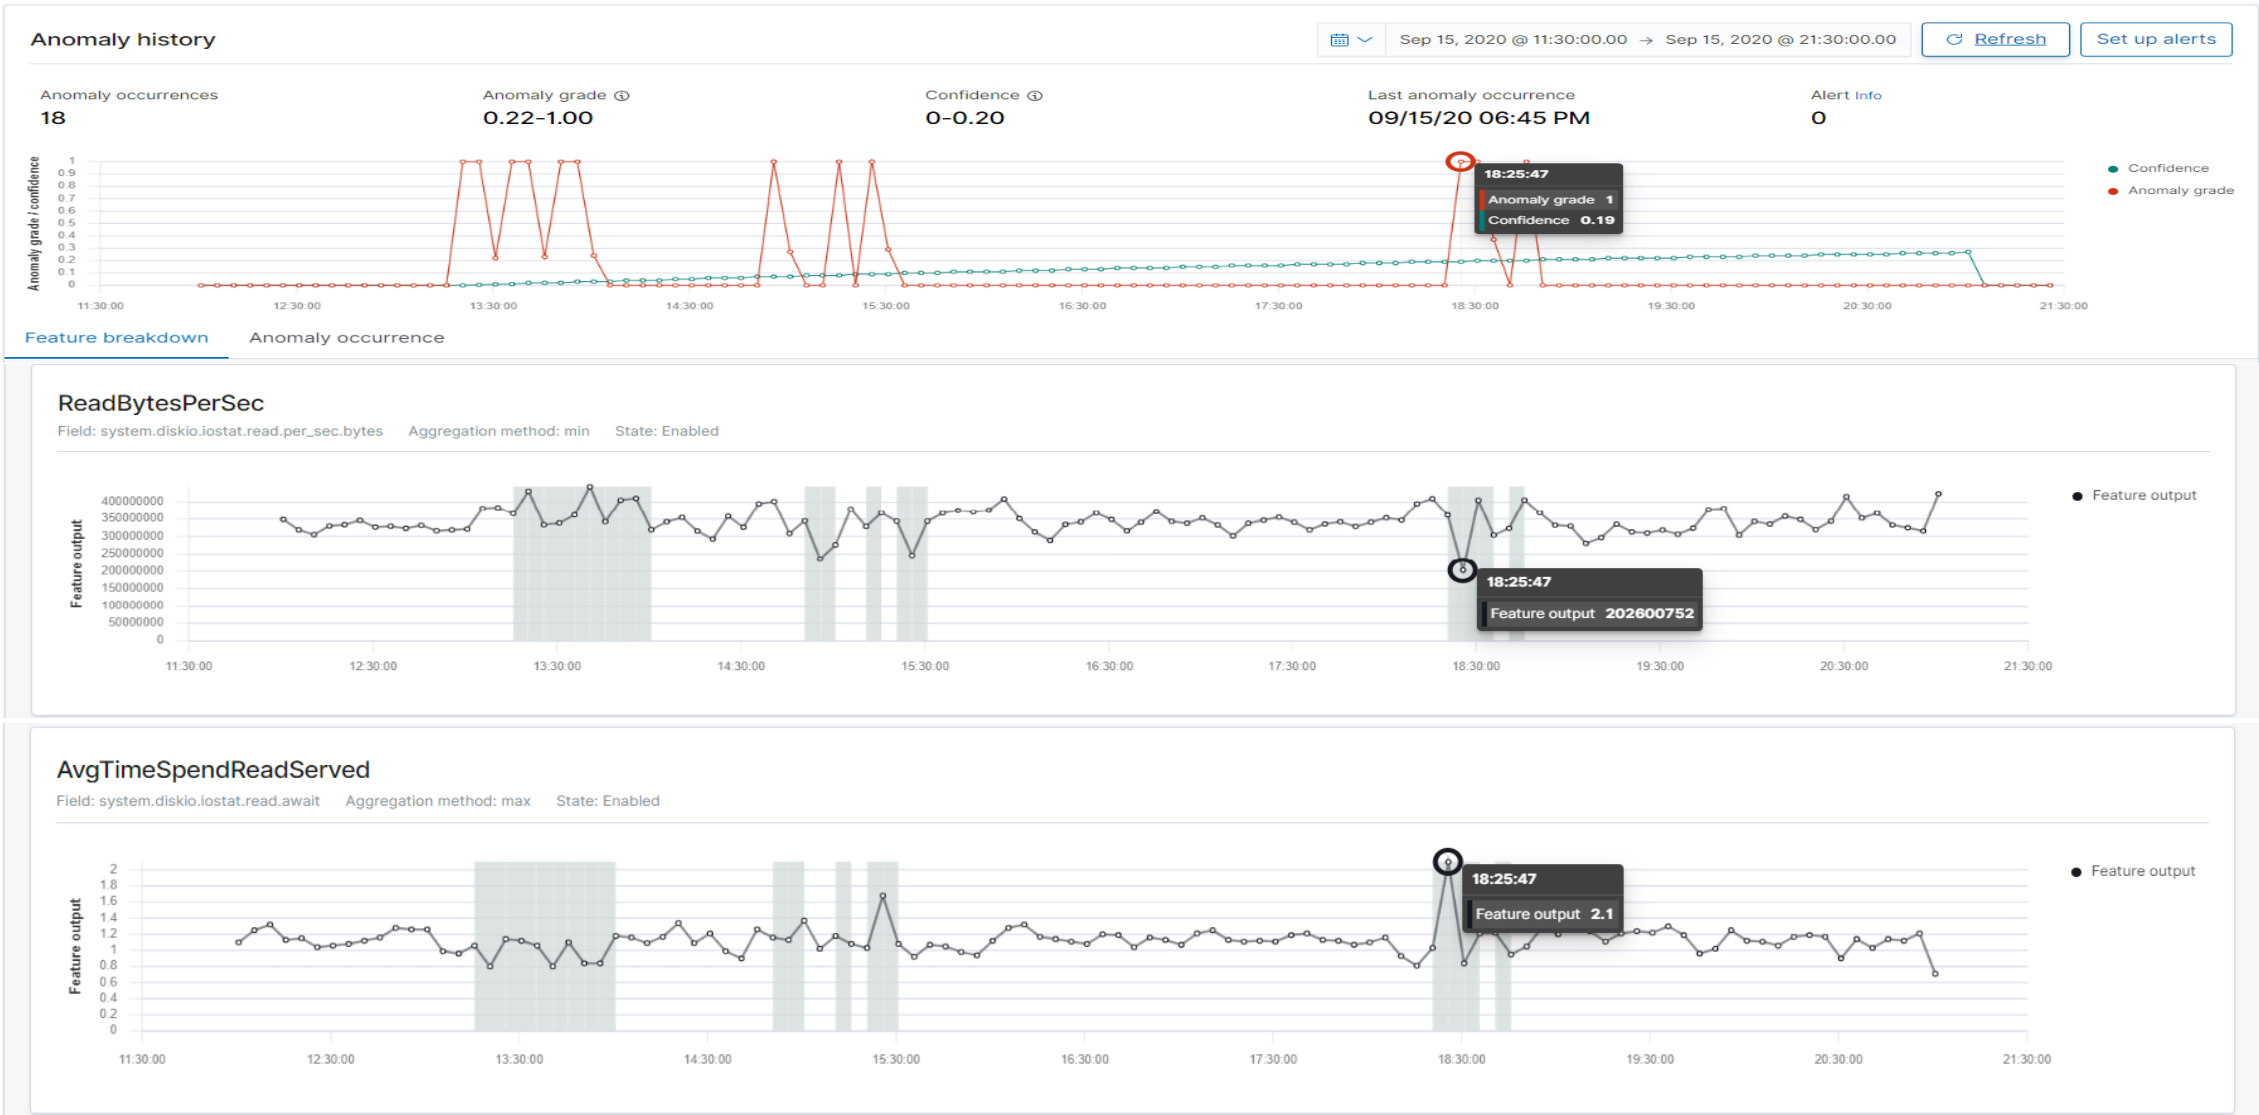 Anomaly history
Sep 15, 2020 @ 11:30:00.00 → Sep 15, 2020 @ 21:30:00.00
Refresh
Set up alerts
Anomaly occurrences
18
Anomaly grade
0.22-1.00
Confidence
0-0.20
Last anomaly occurrence
09/15/20 06:45 PM
Alert Info
0
Anomaly grade / confidence
1
0.9
0.8
0.7
0.6
0.5
0.4
0.3
0.2
0.1
0
18:25:47
Anomaly grade 1
Confidence 0.19
Confidence
Anomaly grade
11:30:00 12:30:00 13:30:00 14:30:00 15:30:00 16:30:00 17:30:00 18:30:00 19:30:00 20:30:00 21:30:00
Feature breakdown Anomaly occurrence
ReadBytesPerSec
Field: system.diskio.iostat.read.per_sec.bytes Aggregation method: min State: Enabled
Feature output
400000000
350000000
300000000
250000000
200000000
150000000
100000000
50000000
0
18:25:47
Feature output 202600752
Feature output
11:30:00 12:30:00 13:30:00 14:30:00 15:30:00 16:30:00 17:30:00 18:30:00 19:30:00 20:30:00 21:30:00
AvgTimeSpendReadServed
Field: system.diskio.iostat.read.await Aggregation method: max State: Enabled
Feature output
2
1.8
1.6
1.4
1.2
1
0.8
0.6
0.4
0.2
0
18:25:47
Feature output 2.1
Feature output
11:30:00 12:30:00 13:30:00 14:30:00 15:30:00 16:30:00 17:30:00 18:30:00 19:30:00 20:30:00 21:30:00